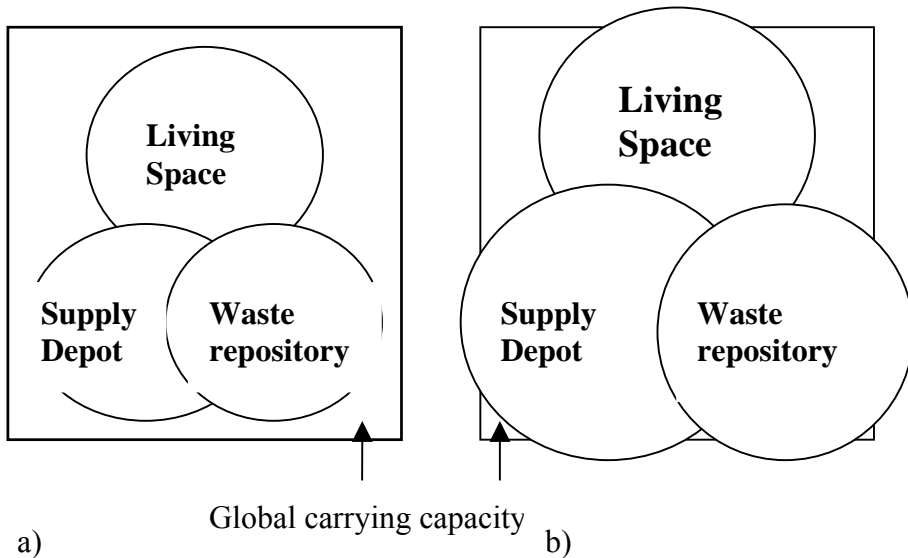 Living
Space
Supply
Depot
Waste
repository
Living
Space
Supply
Depot
Waste
repository
Global carrying capacity
a)
b)